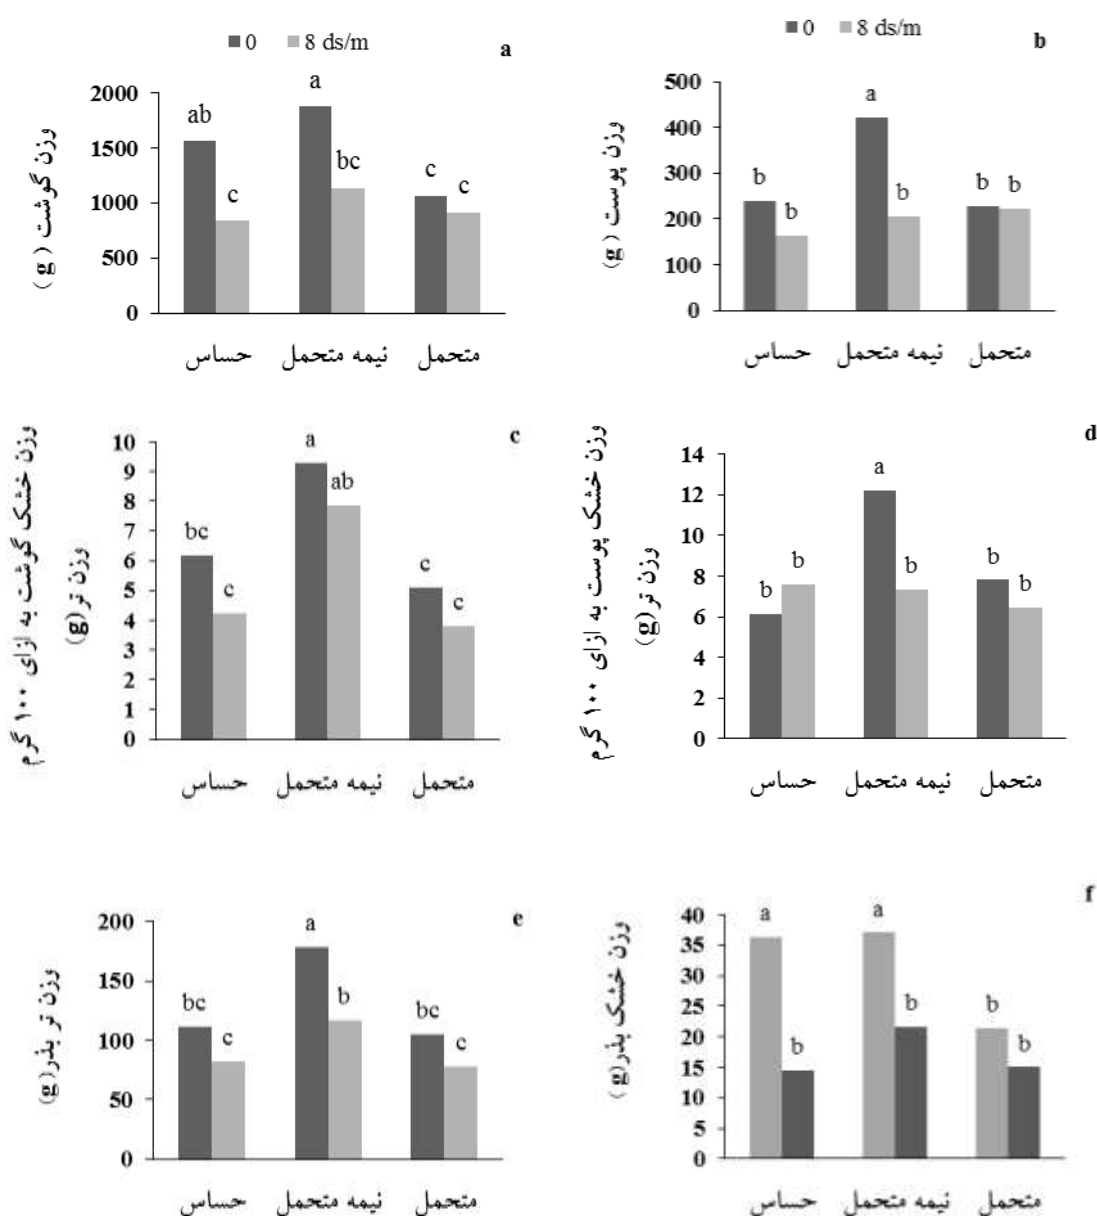 0 8 ds/m
a
وزن گوشت ( g )
2000
1500
1000
500
0
ab
c
a
bc
c
c
حساس نیمه متحمل متحمل
0 8 ds/m
b
وزن پوست ( g)
500
400
300
200
100
0
b
b
a
b
b
b
حساس نیمه متحمل متحمل
c
وزن خشک گوشت به ازای ۱۰۰ گرم
وزن تر(g)
10
9
8
7
6
5
4
3
2
1
0
bc
c
a
ab
c
c
حساس نیمه متحمل متحمل
d
وزن خشک پوست به ازای ۱۰۰ گرم
وزن تر(g)
14
12
10
8
6
4
2
0
b
b
a
b
b
b
حساس نیمه متحمل متحمل
e
وزن تر بذر(g)
200
150
100
50
0
bc
c
a
b
bc
c
حساس نیمه متحمل متحمل
f
وزن خشک بذر(g )
40
35
30
25
20
15
10
5
0
a
b
a
b
b
b
حساس نیمه متحمل متحمل